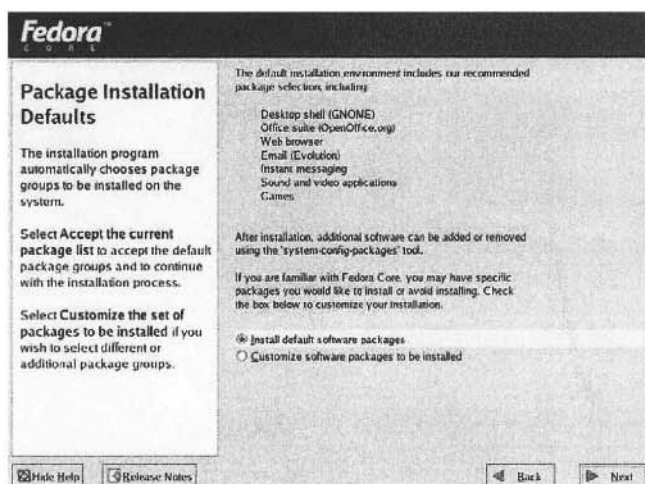 Fedora™
CORE
Package Installation
Defaults
The installation program
automatically chooses package
groups to be installed on the
system.
Select Accept the current
package list to accept the default
package groups and to continue
with the installation process.
Select Customize the set of
packages to be installed if you
wish to select different or
additional package groups.
The default installation environment includes our recommended
package selection, including:
Desktop shell (GNOME)
Office suite (OpenOffice.org)
Web browser
Email (Evolution)
Instant messaging
Sound and video applications
Games
After installation, additional software can be added or removed
using the 'system-config-packages' tool.
If you are familiar with Fedora Core, you may have specific
packages you would like to install or avoid installing. Check
the box below to customize your installation.
Install default software packages
Customize software packages to be installed
Hide Help
Release Notes
Back
Next